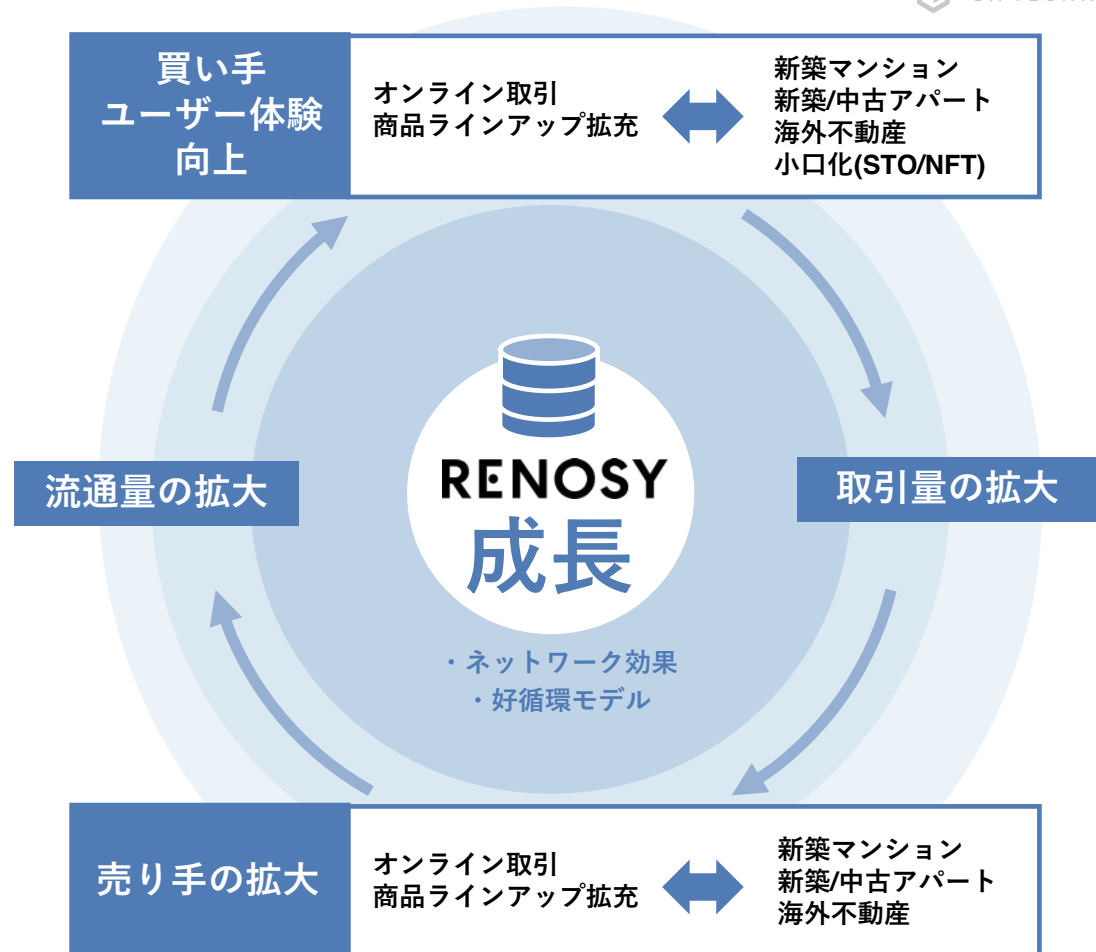 買い手
ユーザー体験
向上
オンライン取引
商品ラインアップ拡充
新築マンション
新築/中古アパート
海外不動産
小口化(STO/NFT)
流通量の拡大
取引量の拡大
RENOSY
成長
・ネットワーク効果
・好循環モデル
売り手の拡大
オンライン取引
商品ラインアップ拡充
新築マンション
新築/中古アパート
海外不動産